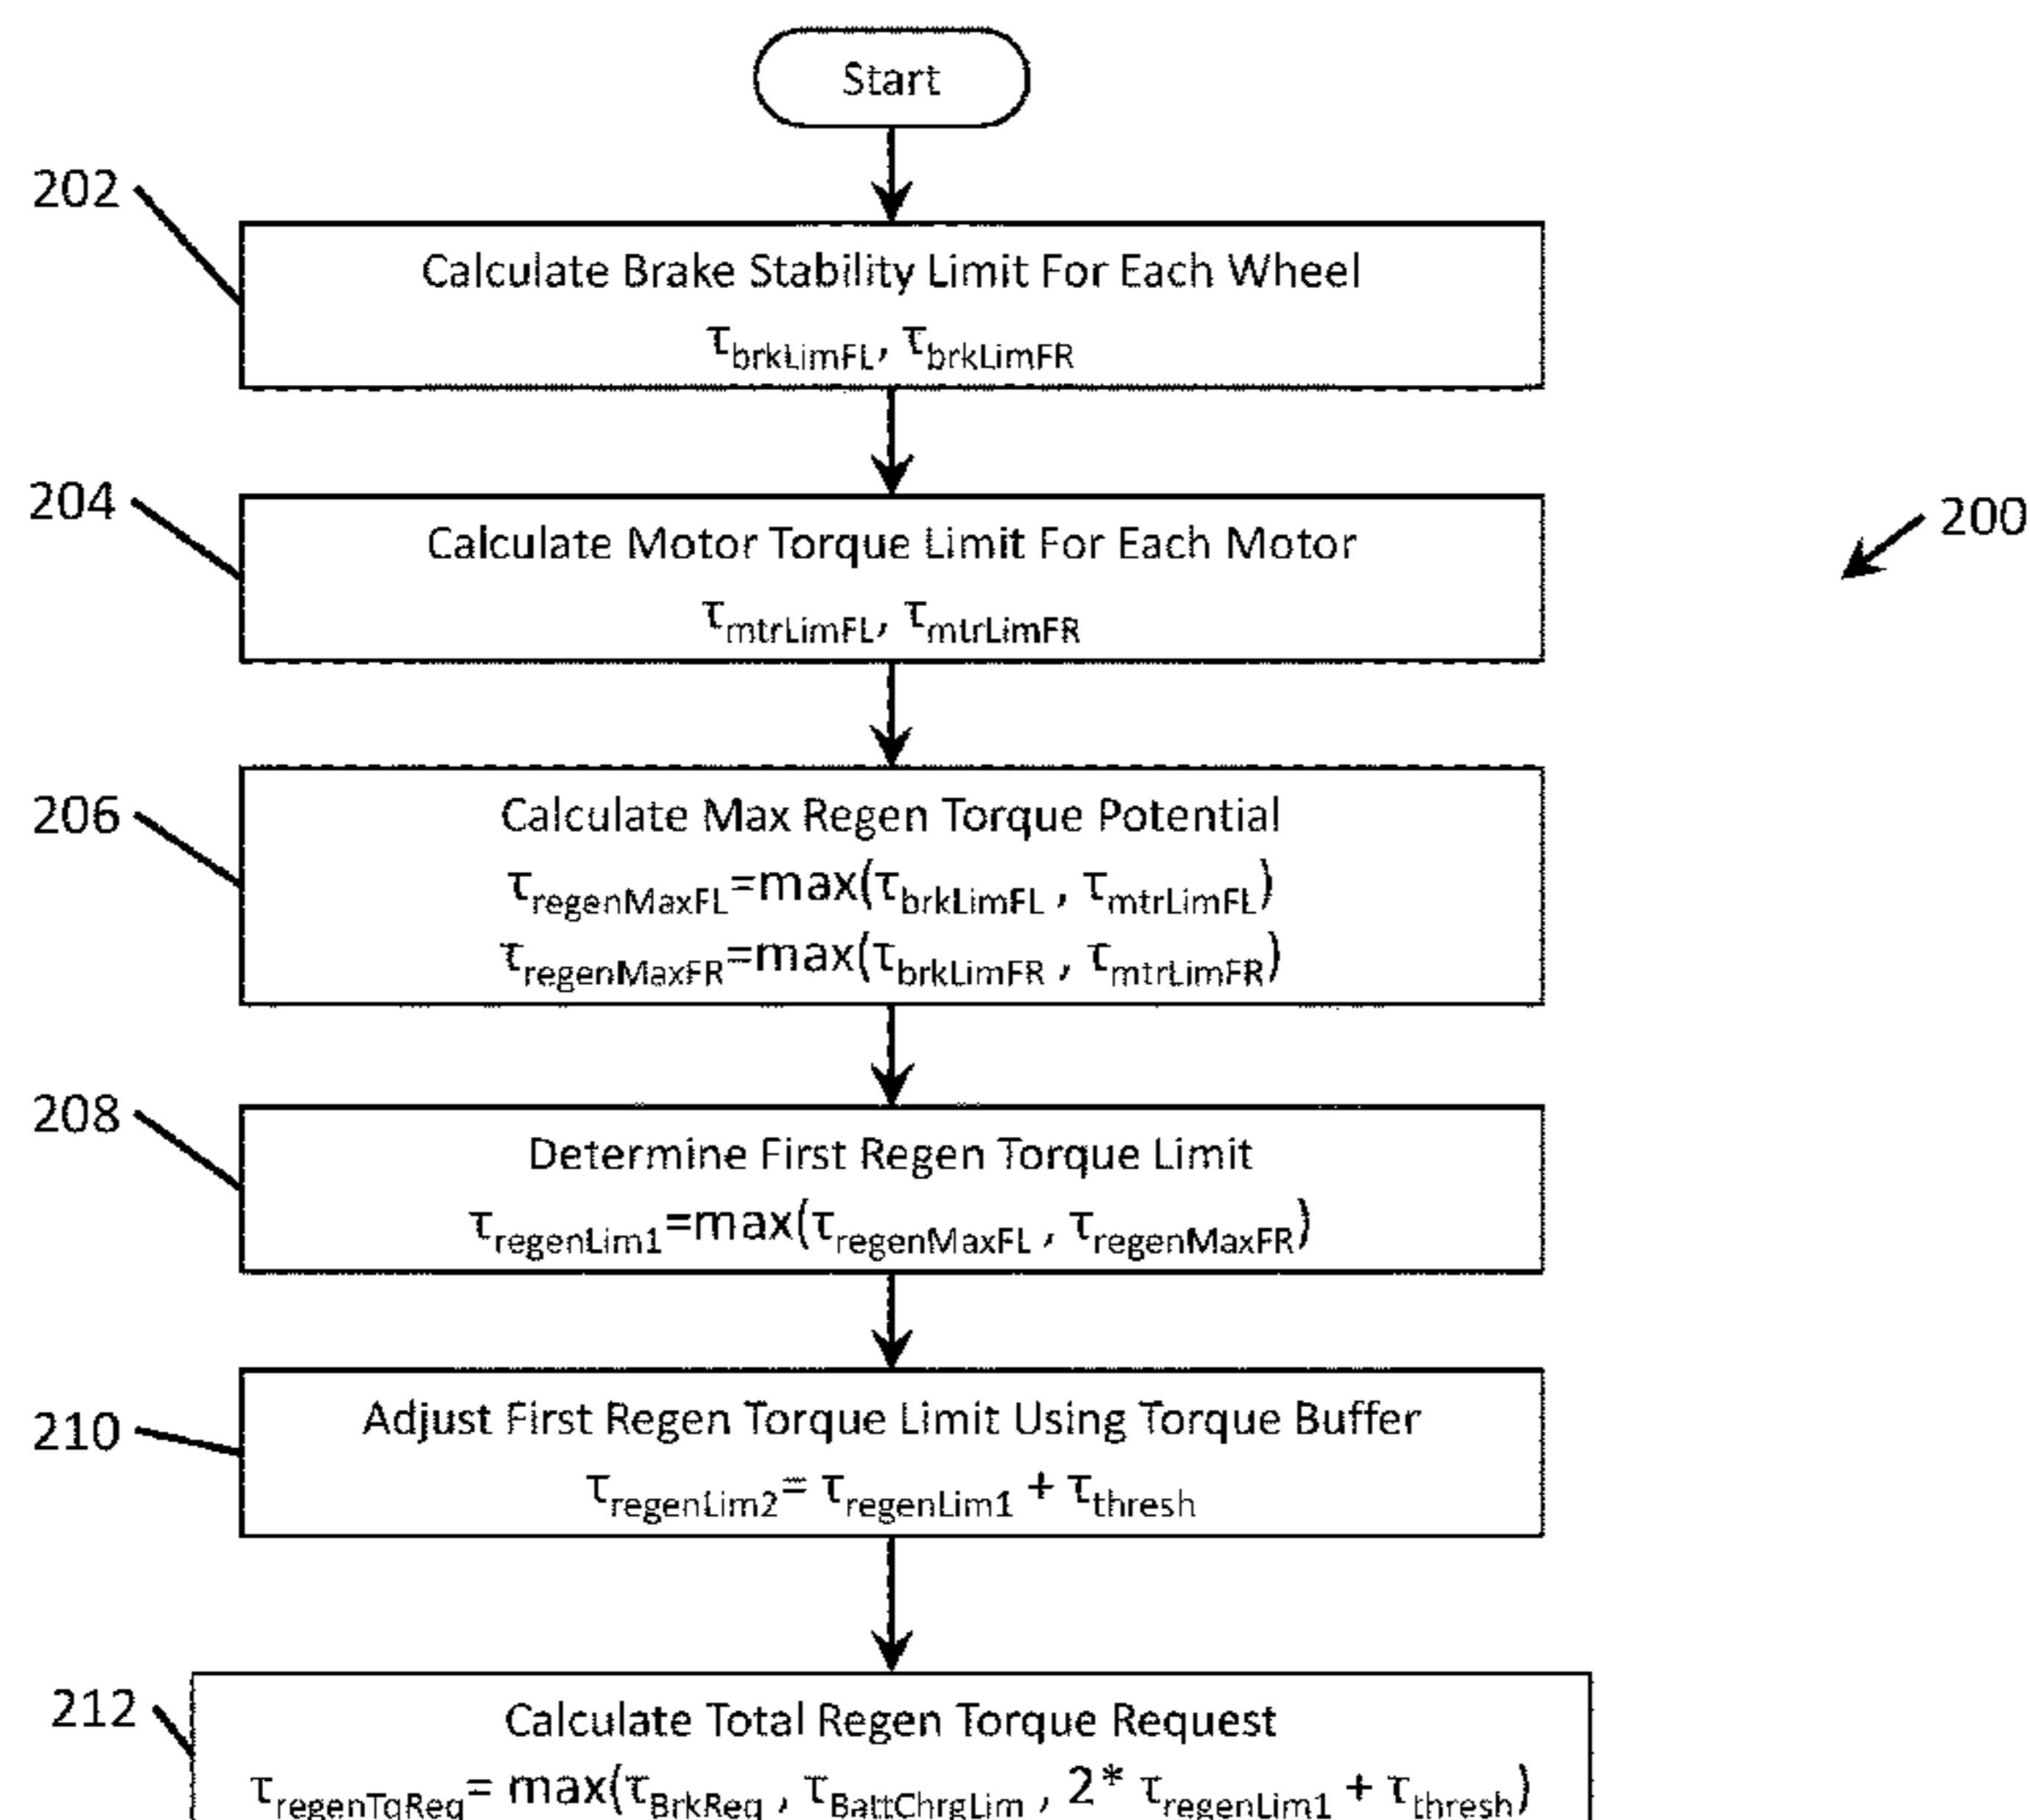 Start
202
Calculate Brake Stability Limit For Each Wheel
τbrkLimFL, τbrkLimFR
204
Calculate Motor Torque Limit For Each Motor
τmtrLimFL, τmtrLimFR
200
206
Calculate Max Regen Torque Potential
τregenMaxFL=max(τbrkLimFL , τmtrLimFL)
τregenMaxFR=max(τbrkLimFR , τmtrLimFR)
208
Determine First Regen Torque Limit
τregenLim1=max(τregenMaxFL , τregenMaxFR)
210
Adjust First Regen Torque Limit Using Torque Buffer
τregenLim2= τregenLim1 + τthresh
212
Calculate Total Regen Torque Request
τregenTqReq= max(τBrkReq , τBattChrgLim , 2* τregenLim1 + τthresh)